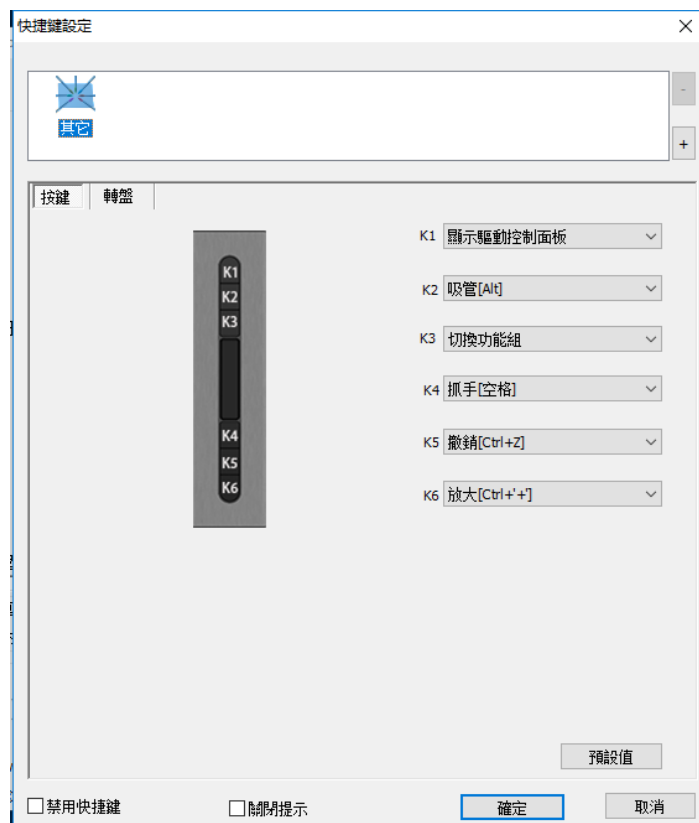 快捷鍵設定
其它
-
+
按鍵 轉盤
K1
K2
K3
K4
K5
K6
K1 顯示驅動控制面板
K2 吸管[Alt]
K3 切換功能組
K4 抓手[空格]
K5 撤銷[Ctrl+Z]
K6 放大[Ctrl+'+']
預設值
禁用快捷鍵 關閉提示 確定 取消